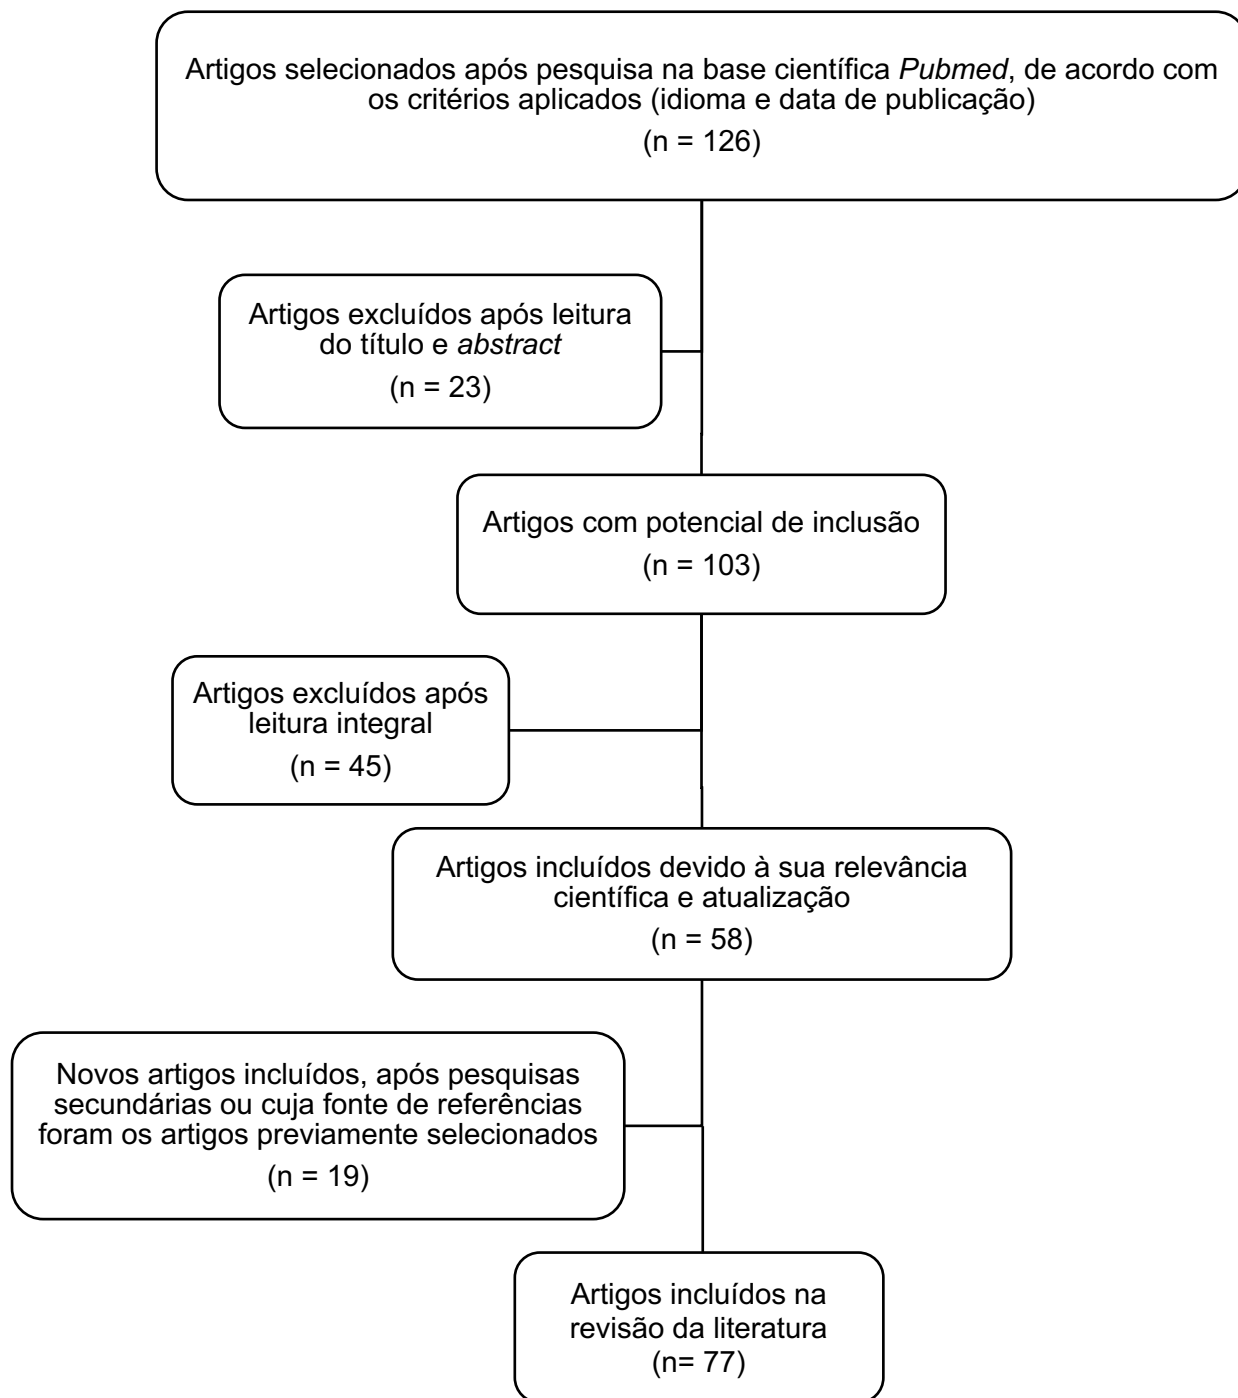 Artigos selecionados após pesquisa na base científica Pubmed, de acordo com
os critérios aplicados (idioma e data de publicação)
(n = 126)
Artigos excluídos após leitura
do título e abstract
(n = 23)
Artigos com potencial de inclusão
(n = 103)
Artigos excluídos após
leitura integral
(n = 45)
Artigos incluídos devido à sua relevância
científica e atualização
(n = 58)
Novos artigos incluídos, após pesquisas
secundárias ou cuja fonte de referências
foram os artigos previamente selecionados
(n = 19)
Artigos incluídos na
revisão da literatura
(n= 77)